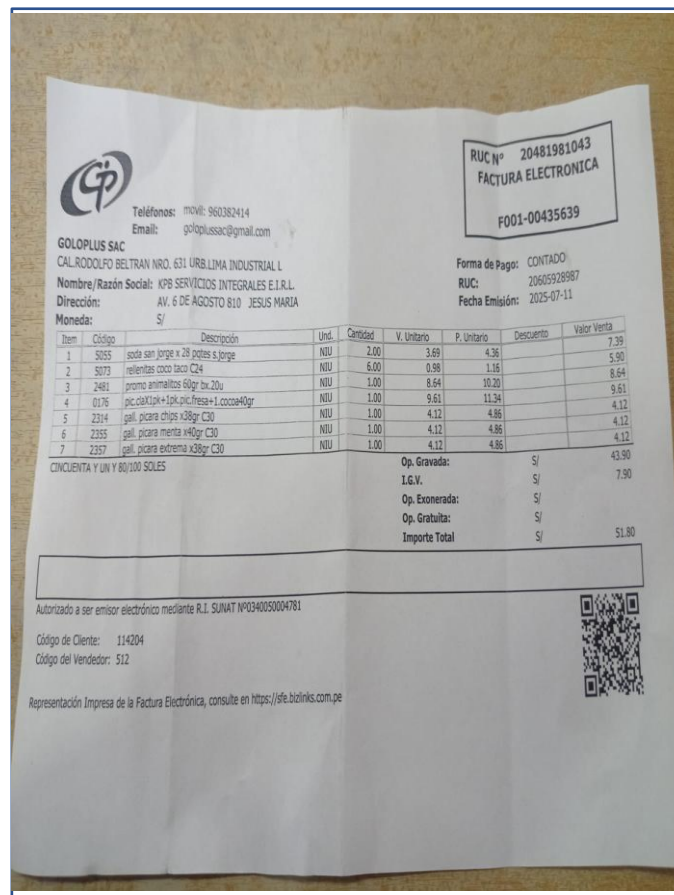 GP
RUC Nº 20481981043
FACTURA ELECTRONICA
F001-00435639
Teléfonos: movil: 960382414
Email: goloplussac@gmail.com
GOLOPLUS SAC
CAL.RODOLFO BELTRAN NRO. 631 URB.LIMA INDUSTRIAL L
Nombre/Razón Social: KPB SERVICIOS INTEGRALES E.I.R.L.
Dirección: AV. 6 DE AGOSTO 810 JESUS MARIA
Moneda: S/
Forma de Pago: CONTADO
RUC: 20605928987
Fecha Emisión: 2025-07-11
Item Código Descripción Und. Cantidad V. Unitario P. Unitario Descuento Valor Venta
1 5055 soda san jorge x 28 pqtes s.jorge NIU 2.00 3.69 4.36 7.39
2 5073 rellenitas coco taco C24 NIU 6.00 0.98 1.16 5.90
3 2481 promo animalitos 60gr bx.20u NIU 1.00 8.64 10.20 8.64
4 0176 pic.claX1pk+1pk.pic.fresa+1.cocoa40gr NIU 1.00 9.61 11.34 9.61
5 2314 gall. picara chips x38gr C30 NIU 1.00 4.12 4.86 4.12
6 2355 gall. picara menta x40gr C30 NIU 1.00 4.12 4.86 4.12
7 2357 gall. picara extrema x38gr C30 NIU 1.00 4.12 4.86 4.12
CINCUENTA Y UN Y 80/100 SOLES
Op. Gravada: S/ 43.90
I.G.V. S/ 7.90
Op. Exonerada: S/
Op. Gratuita: S/
Importe Total S/ 51.80
Autorizado a ser emisor electrónico mediante R.I. SUNAT Nº0340050004781
Código de Cliente: 114204
Código del Vendedor: 512
Representación Impresa de la Factura Electrónica, consulte en https://sfe.bizlinks.com.pe